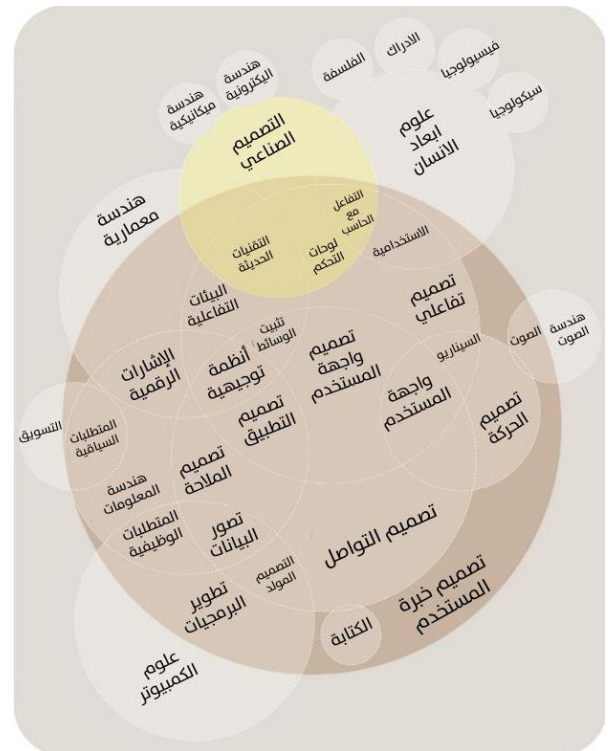 هندسة
ميكانيكية
هندسة
اليكترونية
الفلسفة
الادراك
فيسيولوجيا
سيكولوجيا
التصميم
الصناعي
علوم
ابعاد
الانسان
هندسة
معمارية
التفاعل
مع
الحاسب
التقنيات
الحديثة
لوحات
التحكم
الاستخدامية
البيئات
التفاعلية
تصميم
تفاعلي
تثبيت
الوسائط
هندسة
الصوت
الصوت
السيناريو
الإشارات
الرقمية
أنظمة
توجيهية
تصميم
واجهة
المستخدم
واجهة
المستخدم
تصميم
الحركة
تصميم
التطبيق
التسويق
المتطلبات
السياقية
تصميم
الملاحة
هندسة
المعلومات
المتطلبات
الوظيفية
تصور
البيانات
تصميم التواصل
التصميم
المولد
تطوير
البرمجيات
تصميم خبرة
المستخدم
الكتابة
علوم
الكمبيوتر